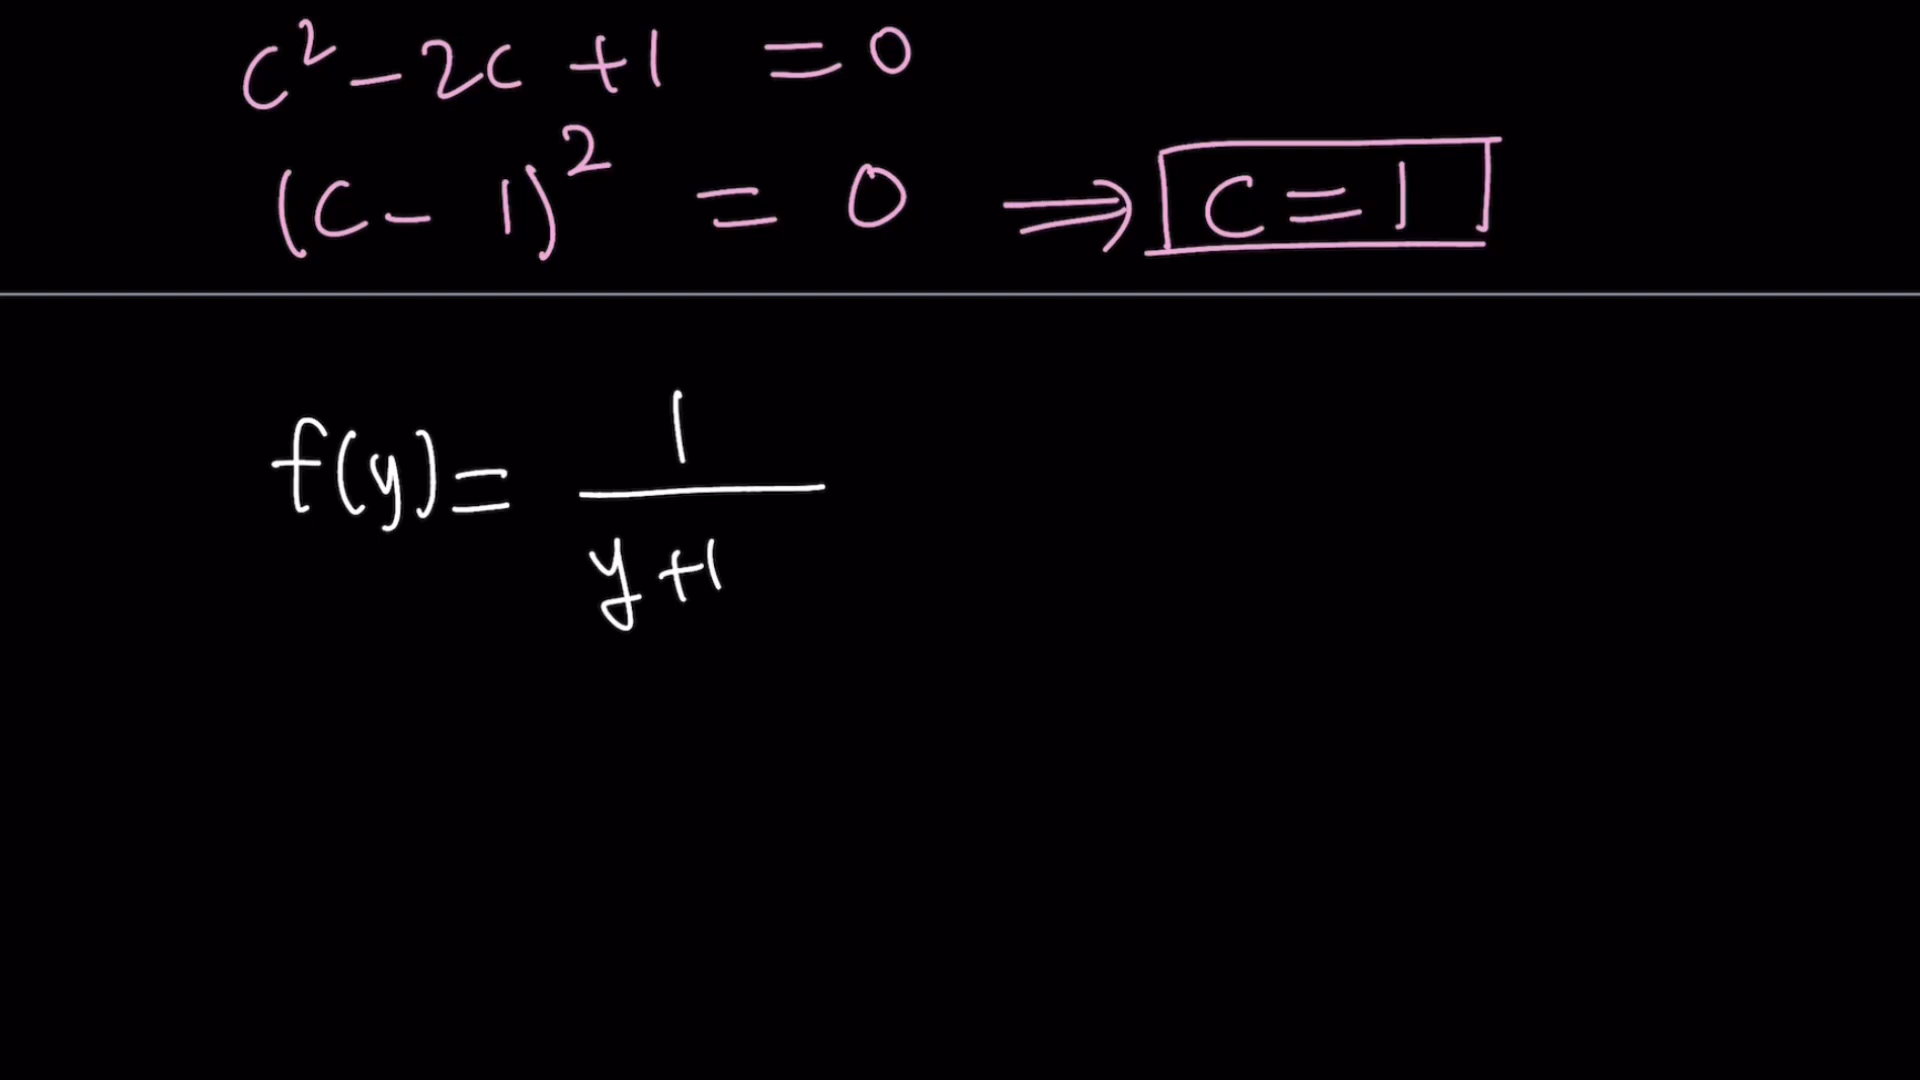 c² - 2c + 1 = 0
(c - 1)² = 0 ⇒ c = 1
f(y) = 1/(y+1)